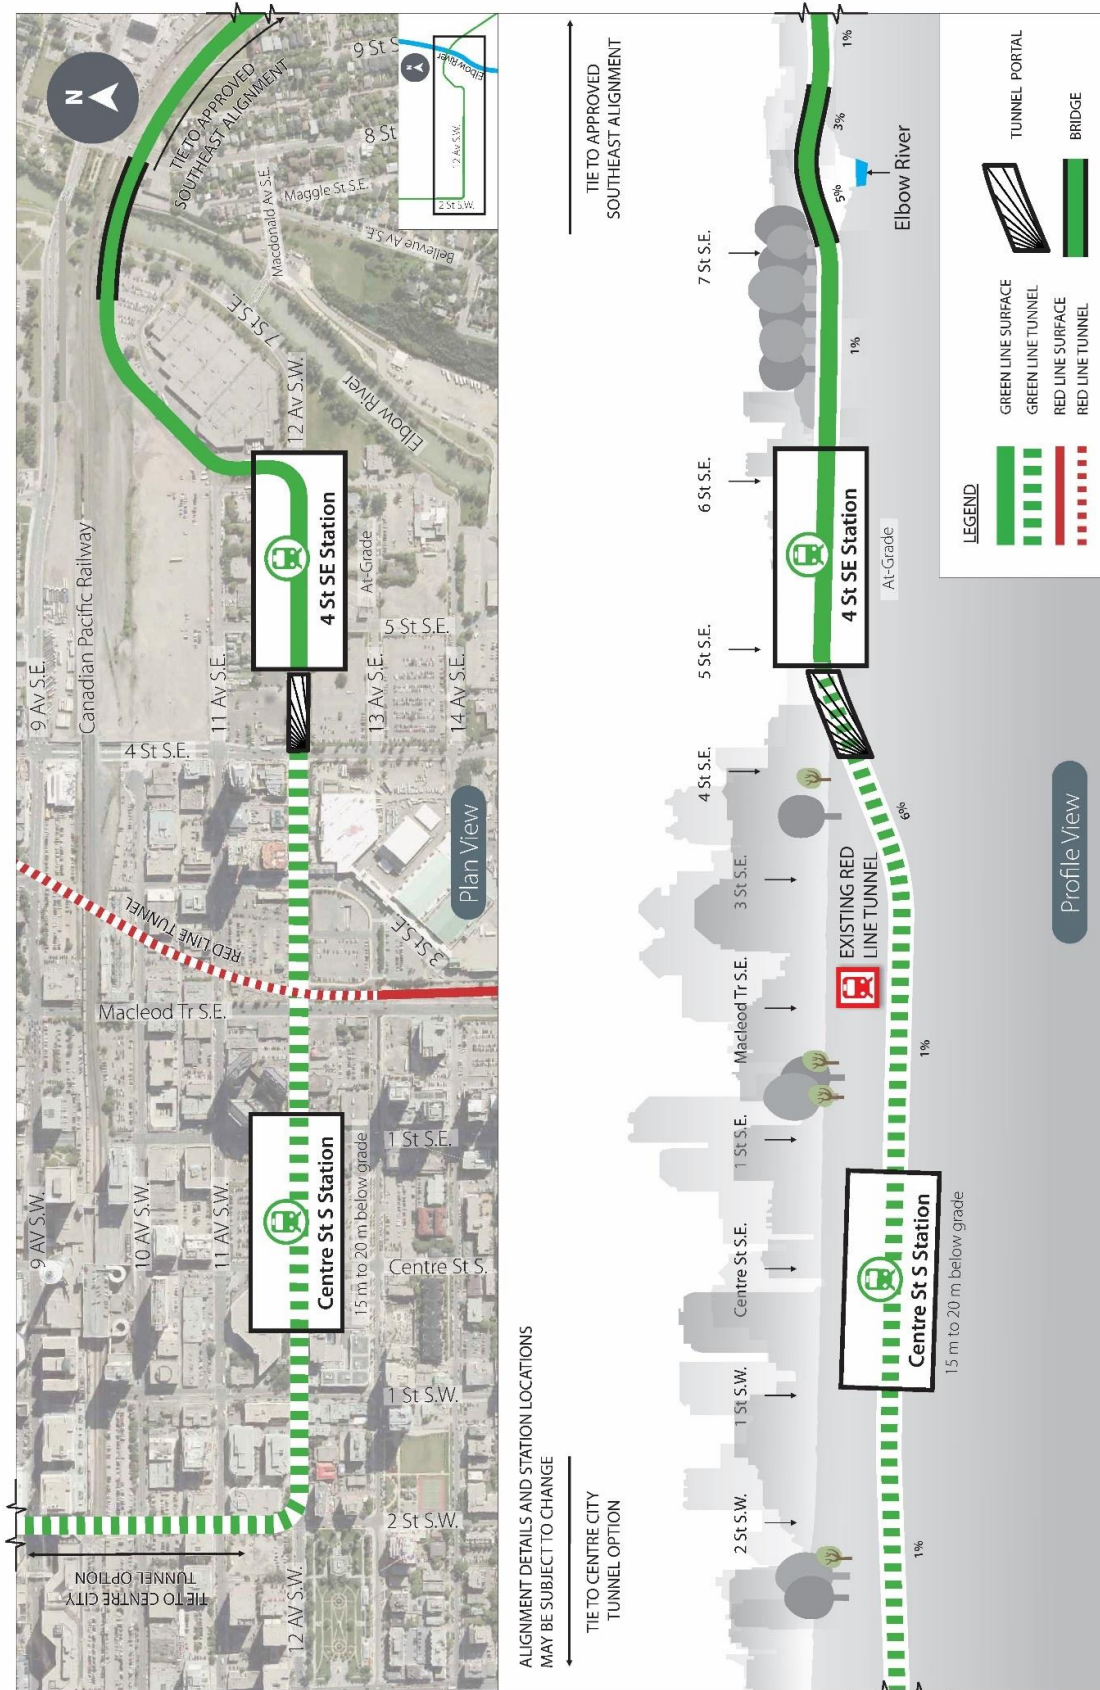 N
TIE TO APPROVED
SOUTHEAST ALIGNMENT
9 St S
8 St
Maggie St S.E.
Macdonald Av S.E.
Bellevue Av S.E.
7 St S.E.
Elbow River
12 Av S.W.
9 Av S.E.
Canadian Pacific Railway
11 Av S.E.
4 St S.E.
4 St SE Station
At-Grade
5 St S.E.
13 Av S.E.
14 Av S.E.
RED LINE TUNNEL
Macleod Tr S.E.
3 St S.E.
Plan View
9 AV S.W.
10 AV S.W.
11 AV S.W.
Centre St S Station
15 m to 20 m below grade
1 St S.E.
Centre St S.
1 St S.W.
2 St S.W.
12 AV S.W.
TIE TO CENTRE CITY
TUNNEL OPTION
Elbow River
12 Av S.W.
2 St S.W.
ALIGNMENT DETAILS AND STATION LOCATIONS
MAY BE SUBJECT TO CHANGE
TIE TO CENTRE CITY
TUNNEL OPTION
TIE TO APPROVED
SOUTHEAST ALIGNMENT
2 St S.W.
1 St S.W.
Centre St S.E.
1 St S.E.
Macleod Tr S.E.
3 St S.E.
4 St S.E.
5 St S.E.
6 St S.E.
7 St S.E.
EXISTING RED
LINE TUNNEL
1%
Centre St S Station
15 m to 20 m below grade
1%
6%
4 St SE Station
At-Grade
1%
5%
3%
1%
Elbow River
Profile View
LEGEND
GREEN LINE SURFACE
GREEN LINE TUNNEL
RED LINE SURFACE
RED LINE TUNNEL
TUNNEL PORTAL
BRIDGE